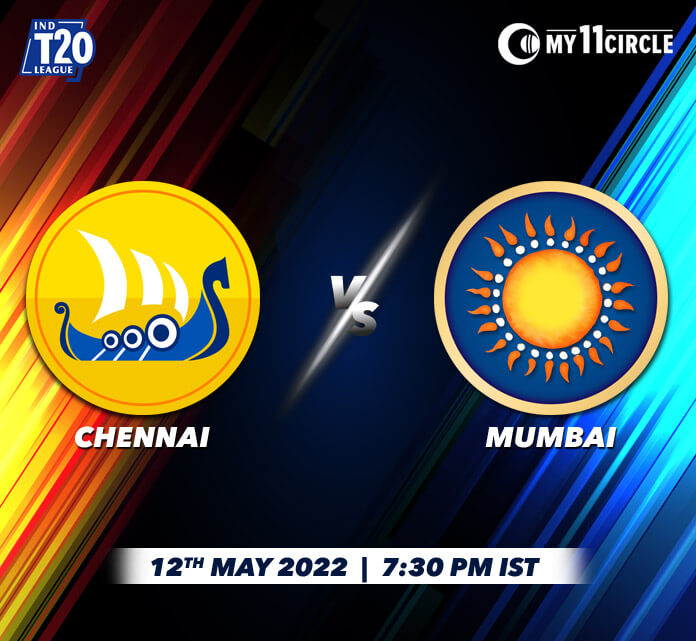 IND
T20
LEAGUE
MY11CIRCLE
VS
CHENNAI
MUMBAI
12TH MAY 2022 | 7:30 PM IST